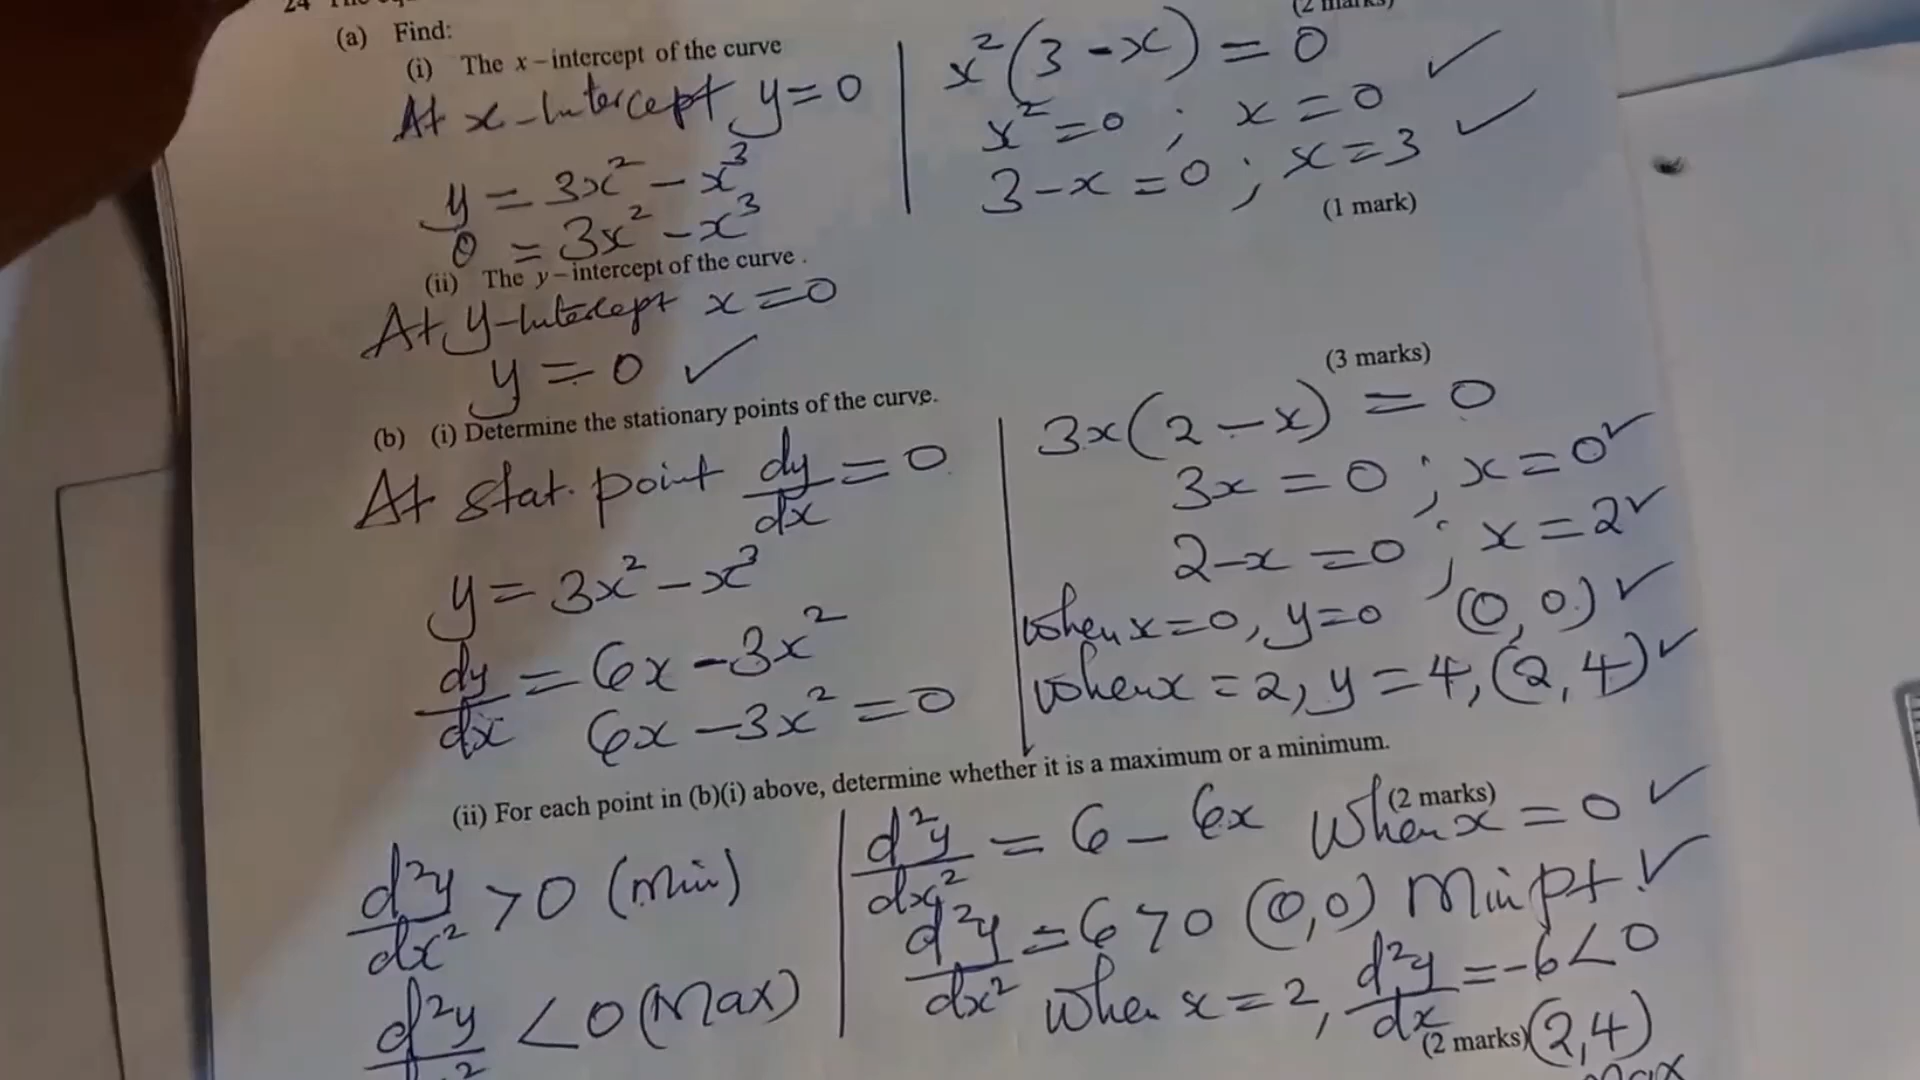 24 The equ
(2 marks)
(a) Find:
(i) The x – intercept of the curve
At x-Intercept y=0
y = 3x² – x³
0 = 3x² – x³
x²(3 – x) = 0
x² = 0 ; x = 0 ✓
3 – x = 0 ; x = 3 ✓
(1 mark)
(ii) The y – intercept of the curve .
At y-Intercept x = 0
y = 0 ✓
(3 marks)
(b) (i) Determine the stationary points of the curve.
At stat. point dy/dx = 0
y = 3x² – x³
dy/dx = 6x – 3x²
6x – 3x² = 0
3x(2 – x) = 0
3x = 0 ; x = 0 ✓
2 – x = 0 ; x = 2 ✓
when x = 0, y = 0 (0, 0) ✓
when x = 2, y = 4, (2, 4) ✓
(ii) For each point in (b)(i) above, determine whether it is a maximum or a minimum.
(2 marks)
d²y/dx² > 0 (Min)
d²y/dx² < 0 (Max)
d²y/dx² = 6 – 6x when x = 0 ✓
d²y/dx² = 6 > 0 (0,0) Min pt ✓
when x = 2, d²y/dx = -6 < 0
(2 marks) (2,4)
Max